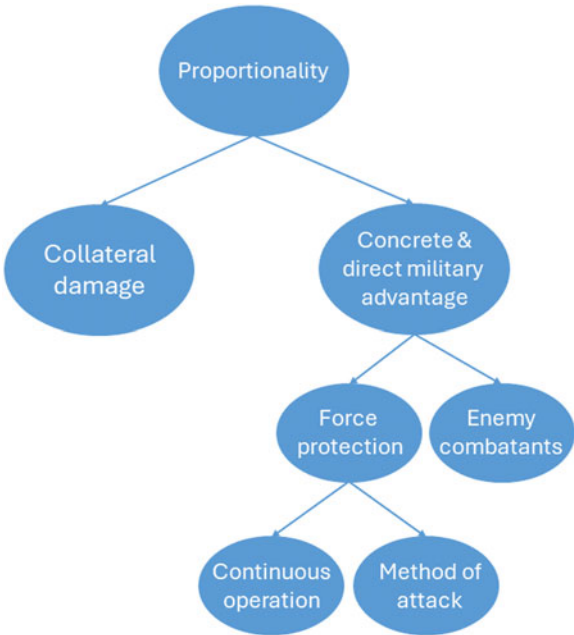 Proportionality
Collateral
damage
Concrete &
direct military
advantage
Force
protection
Enemy
combatants
Continuous
operation
Method of
attack